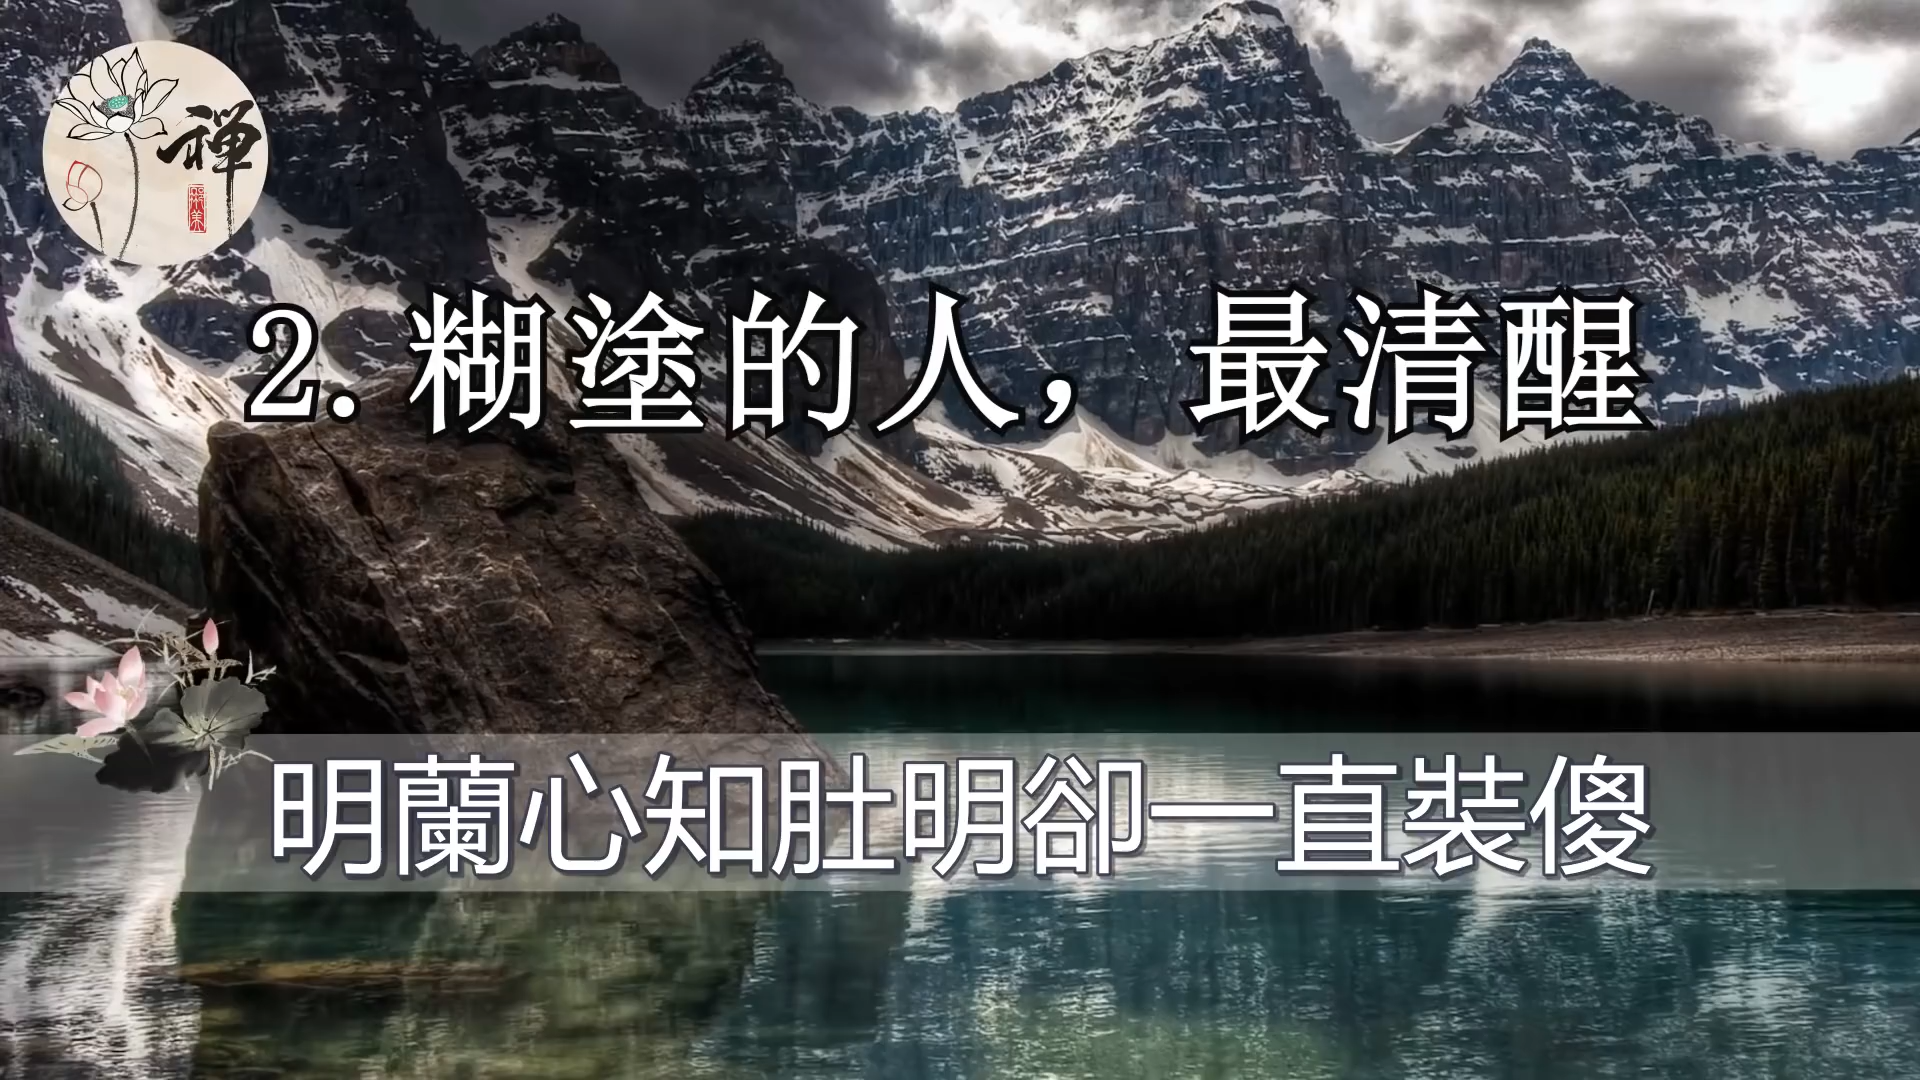 禅
2.糊塗的人，最清醒
明蘭心知肚明卻一直裝傻